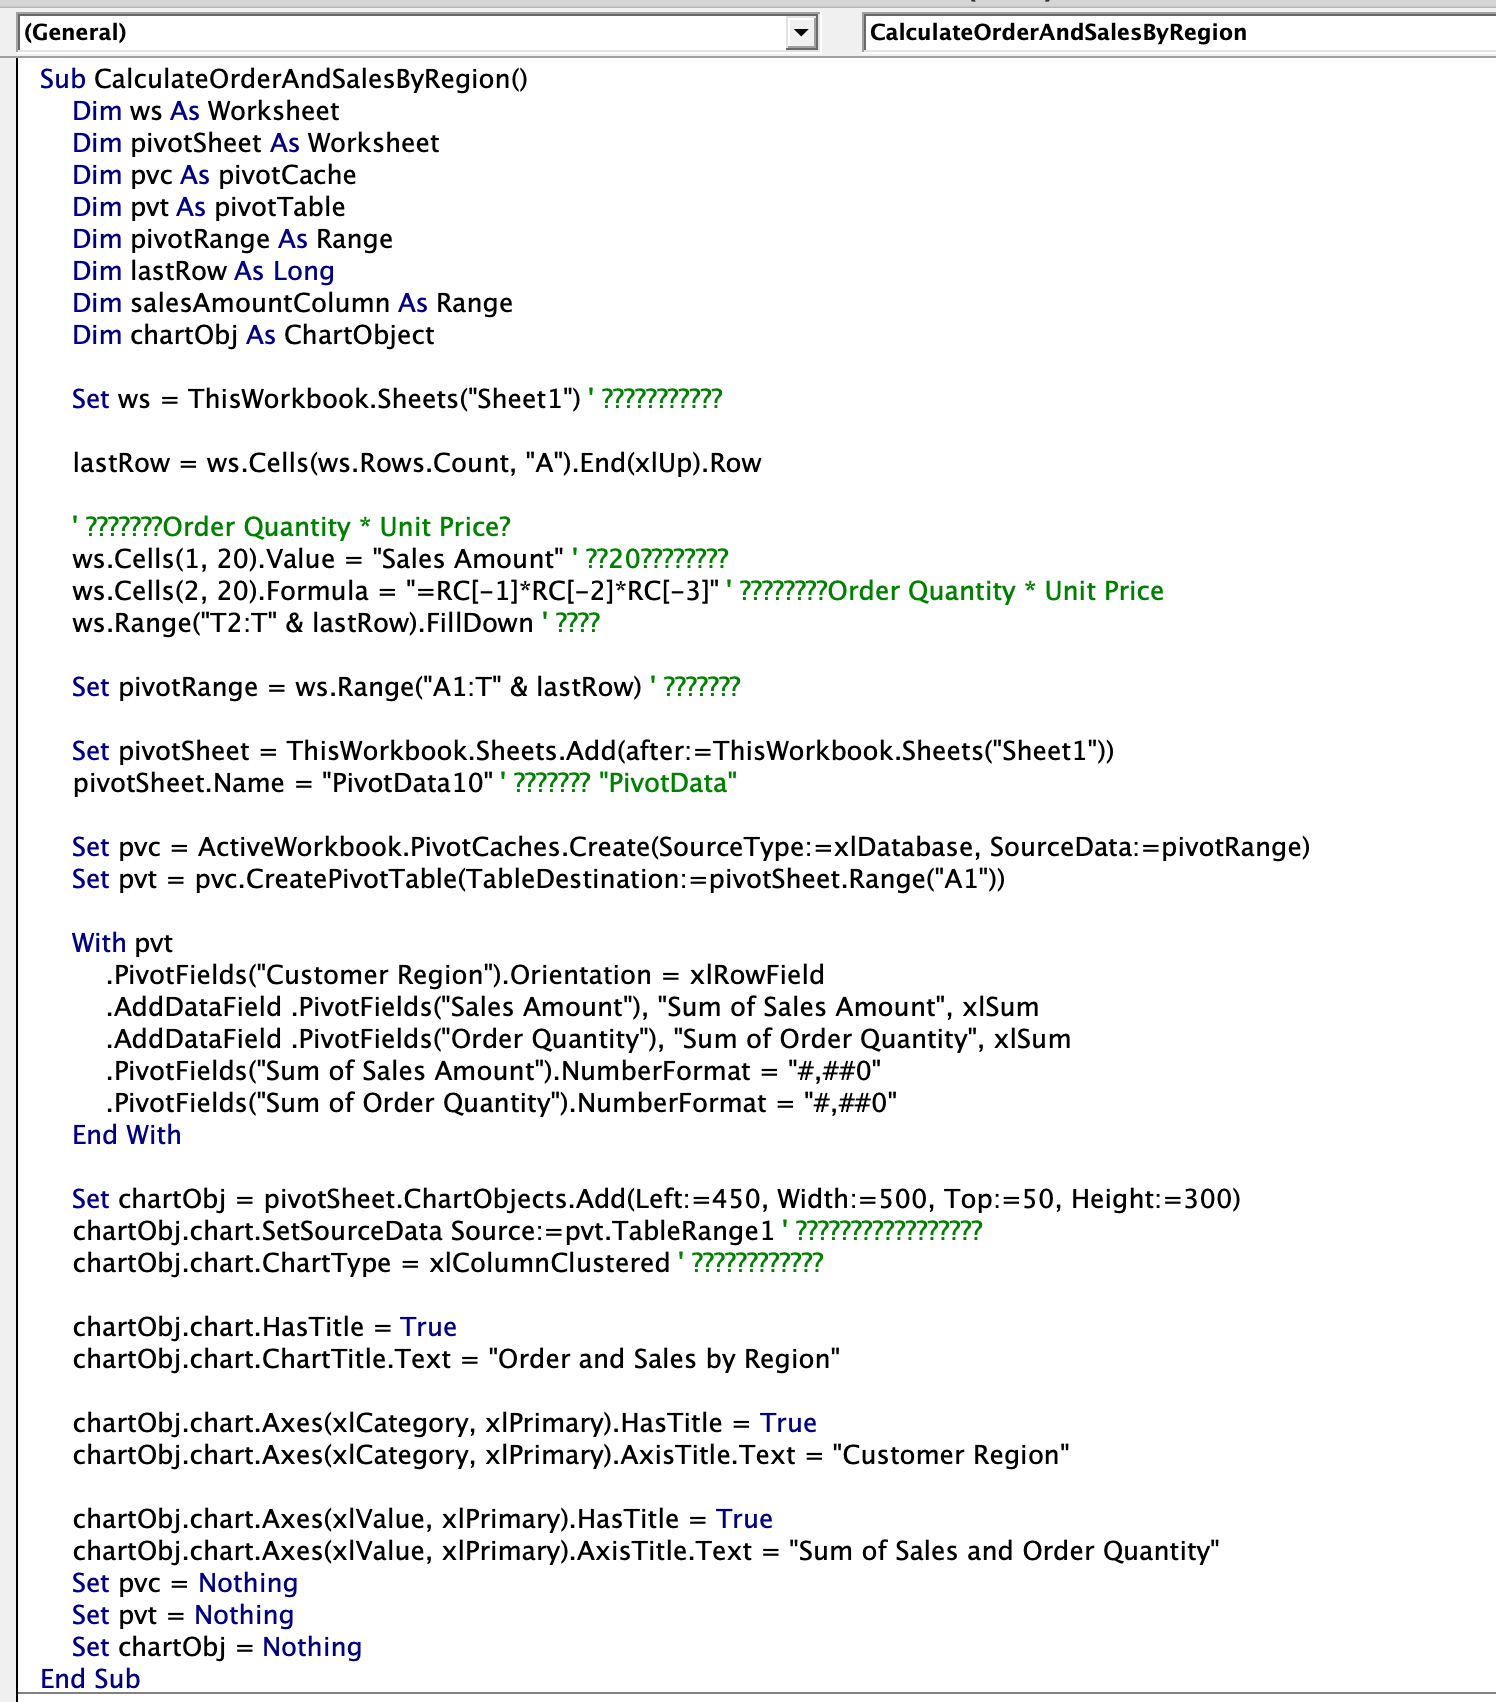 (General)
CalculateOrderAndSalesByRegion
Sub CalculateOrderAndSalesByRegion()
Dim ws As Worksheet
Dim pivotSheet As Worksheet
Dim pvc As pivotCache
Dim pvt As pivotTable
Dim pivotRange As Range
Dim lastRow As Long
Dim salesAmountColumn As Range
Dim chartObj As ChartObject
Set ws = ThisWorkbook.Sheets("Sheet1") ' ???????????
lastRow = ws.Cells(ws.Rows.Count, "A").End(xlUp).Row
' ???????Order Quantity * Unit Price?
ws.Cells(1, 20).Value = "Sales Amount" ' ??20????????
ws.Cells(2, 20).Formula = "=RC[-1]*RC[-2]*RC[-3]" ' ????????Order Quantity * Unit Price
ws.Range("T2:T" & lastRow).FillDown ' ????
Set pivotRange = ws.Range("A1:T" & lastRow) ' ???????
Set pivotSheet = ThisWorkbook.Sheets.Add(after:=ThisWorkbook.Sheets("Sheet1"))
pivotSheet.Name = "PivotData10" ' ??????? "PivotData"
Set pvc = ActiveWorkbook.PivotCaches.Create(SourceType:=xlDatabase, SourceData:=pivotRange)
Set pvt = pvc.CreatePivotTable(TableDestination:=pivotSheet.Range("A1"))
With pvt
.PivotFields("Customer Region").Orientation = xlRowField
.AddDataField .PivotFields("Sales Amount"), "Sum of Sales Amount", xlSum
.AddDataField .PivotFields("Order Quantity"), "Sum of Order Quantity", xlSum
.PivotFields("Sum of Sales Amount").NumberFormat = "#,##0"
.PivotFields("Sum of Order Quantity").NumberFormat = "#,##0"
End With
Set chartObj = pivotSheet.ChartObjects.Add(Left:=450, Width:=500, Top:=50, Height:=300)
chartObj.chart.SetSourceData Source:=pvt.TableRange1 ' ?????????????????
chartObj.chart.ChartType = xlColumnClustered ' ????????????
chartObj.chart.HasTitle = True
chartObj.chart.ChartTitle.Text = "Order and Sales by Region"
chartObj.chart.Axes(xlCategory, xlPrimary).HasTitle = True
chartObj.chart.Axes(xlCategory, xlPrimary).AxisTitle.Text = "Customer Region"
chartObj.chart.Axes(xlValue, xlPrimary).HasTitle = True
chartObj.chart.Axes(xlValue, xlPrimary).AxisTitle.Text = "Sum of Sales and Order Quantity"
Set pvc = Nothing
Set pvt = Nothing
Set chartObj = Nothing
End Sub